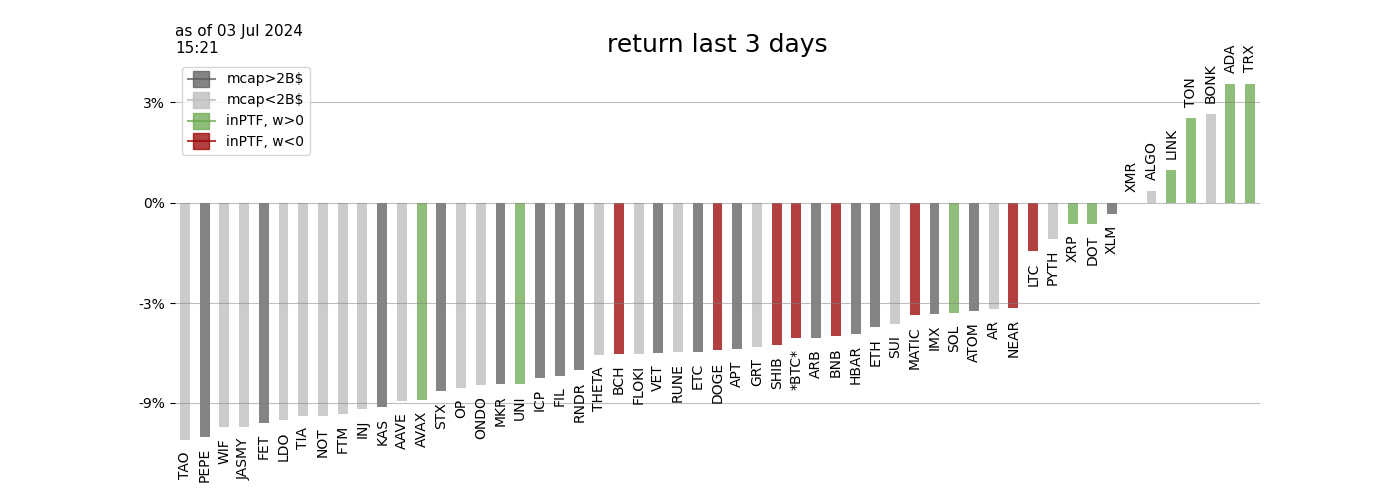 as of 03 Jul 2024
15:21
return last 3 days
mcap>2B$
mcap<2B$
inPTF, w>0
inPTF, w<0
3%
0%
-3%
-9%
TAO
PEPE
WIF
JASMY
FET
LDO
TIA
NOT
FTM
INJ
KAS
AAVE
AVAX
STX
OP
ONDO
MKR
UNI
ICP
FIL
RNDR
THETA
BCH
FLOKI
VET
RUNE
ETC
DOGE
APT
GRT
SHIB
*BTC*
ARB
BNB
HBAR
ETH
SUI
MATIC
IMX
SOL
ATOM
AR
NEAR
LTC
PYTH
XRP
DOT
XLM
XMR
ALGO
LINK
TON
BONK
ADA
TRX